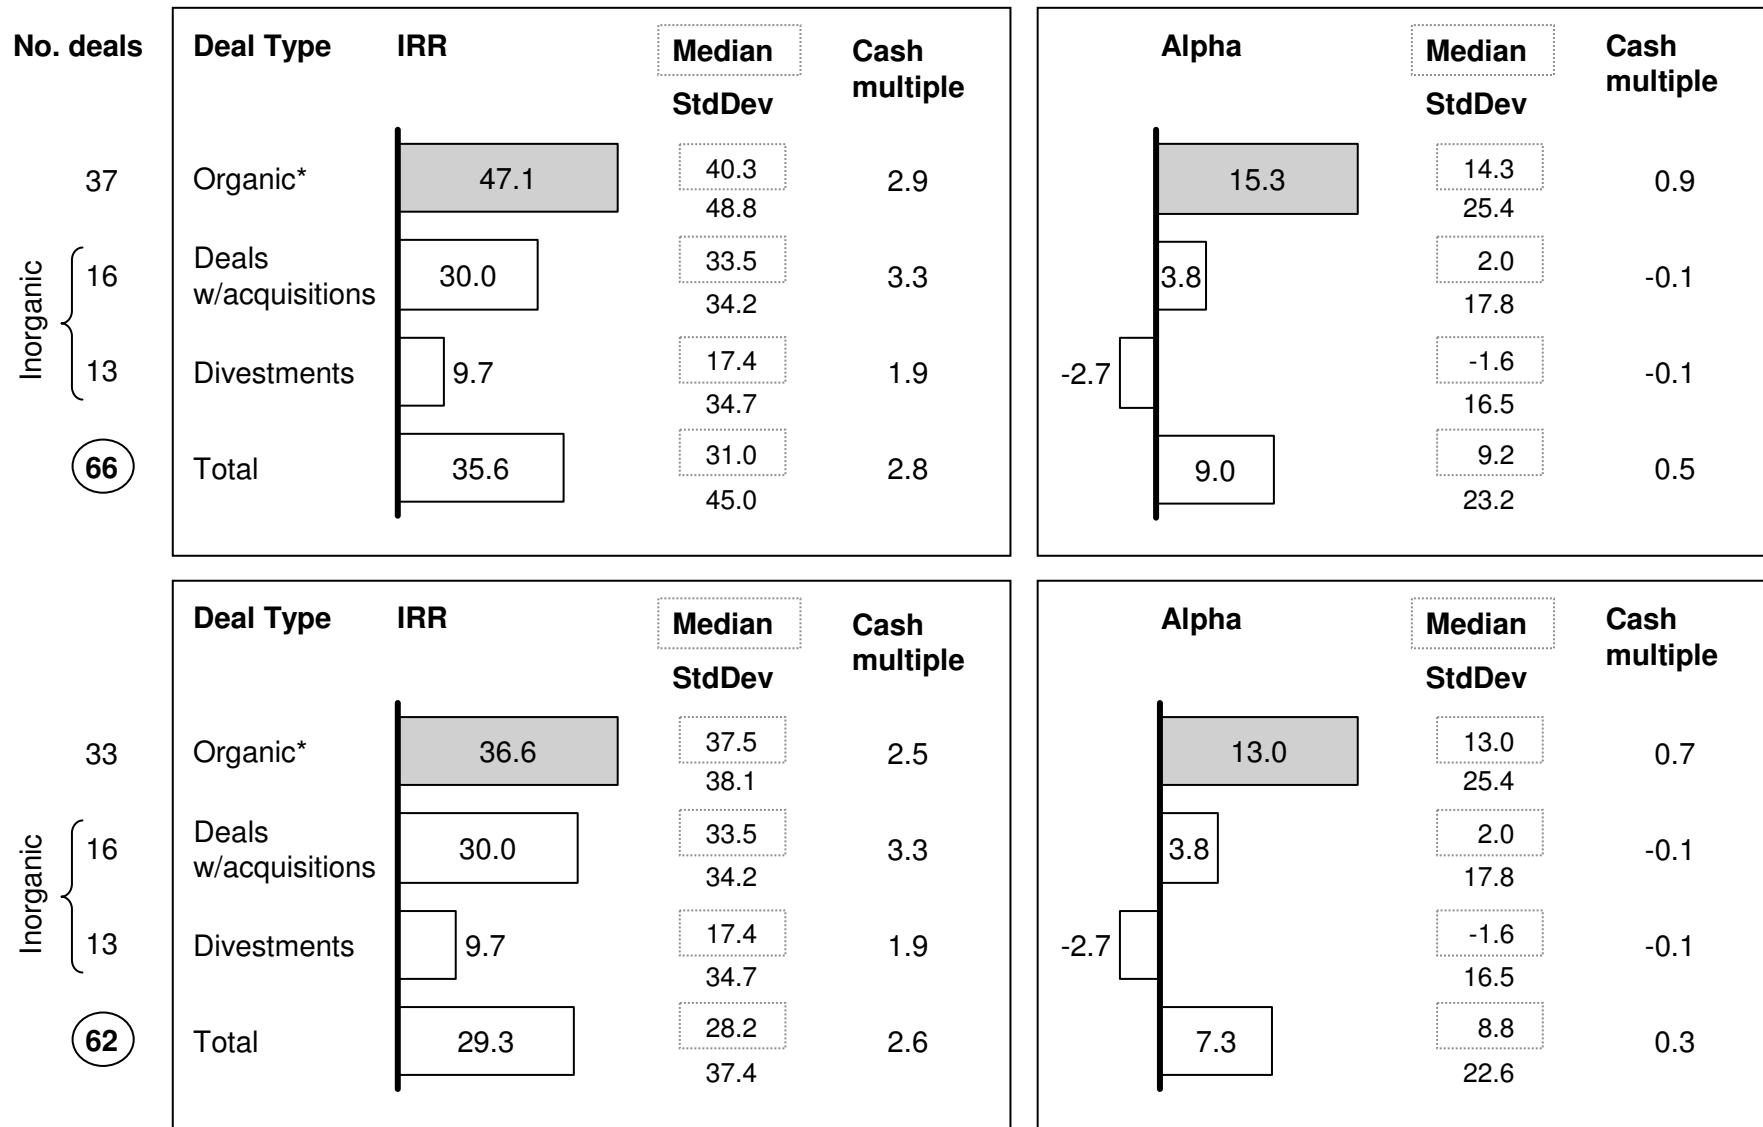 No. deals
Deal Type
IRR
Median
StdDev
Cash
multiple
Alpha
Median
StdDev
Cash
multiple
37
Organic*
47.1
40.3
48.8
2.9
15.3
14.3
25.4
0.9
Inorganic
16
Deals
w/acquisitions
30.0
33.5
34.2
3.3
3.8
2.0
17.8
-0.1
13
Divestments
9.7
17.4
34.7
1.9
-2.7
-1.6
16.5
-0.1
66
Total
35.6
31.0
45.0
2.8
9.0
9.2
23.2
0.5
Deal Type
IRR
Median
StdDev
Cash
multiple
Alpha
Median
StdDev
Cash
multiple
33
Organic*
36.6
37.5
38.1
2.5
13.0
13.0
25.4
0.7
Inorganic
16
Deals
w/acquisitions
30.0
33.5
34.2
3.3
3.8
2.0
17.8
-0.1
13
Divestments
9.7
17.4
34.7
1.9
-2.7
-1.6
16.5
-0.1
62
Total
29.3
28.2
37.4
2.6
7.3
8.8
22.6
0.3